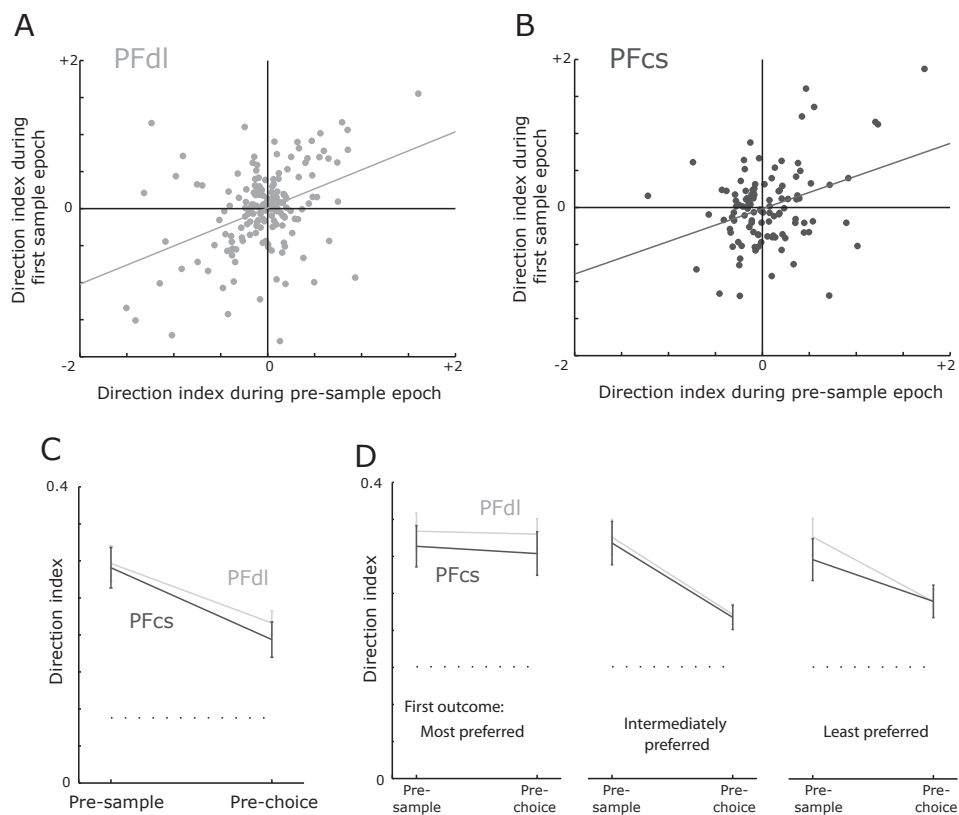 A
PFdl
+2
0
-2
0
+2
Direction index during
first sample epoch
Direction index during pre-sample epoch
B
PFcs
+2
0
-2
0
+2
Direction index during
first sample epoch
Direction index during pre-sample epoch
C
0.4
0
Direction index
PFdl
PFcs
Pre-sample
Pre-choice
D
0.4
0
Direction index
PFdl
PFcs
First outcome:
Most preferred
Intermediately
preferred
Least preferred
Pre-
sample
Pre-
choice
Pre-
sample
Pre-
choice
Pre-
sample
Pre-
choice